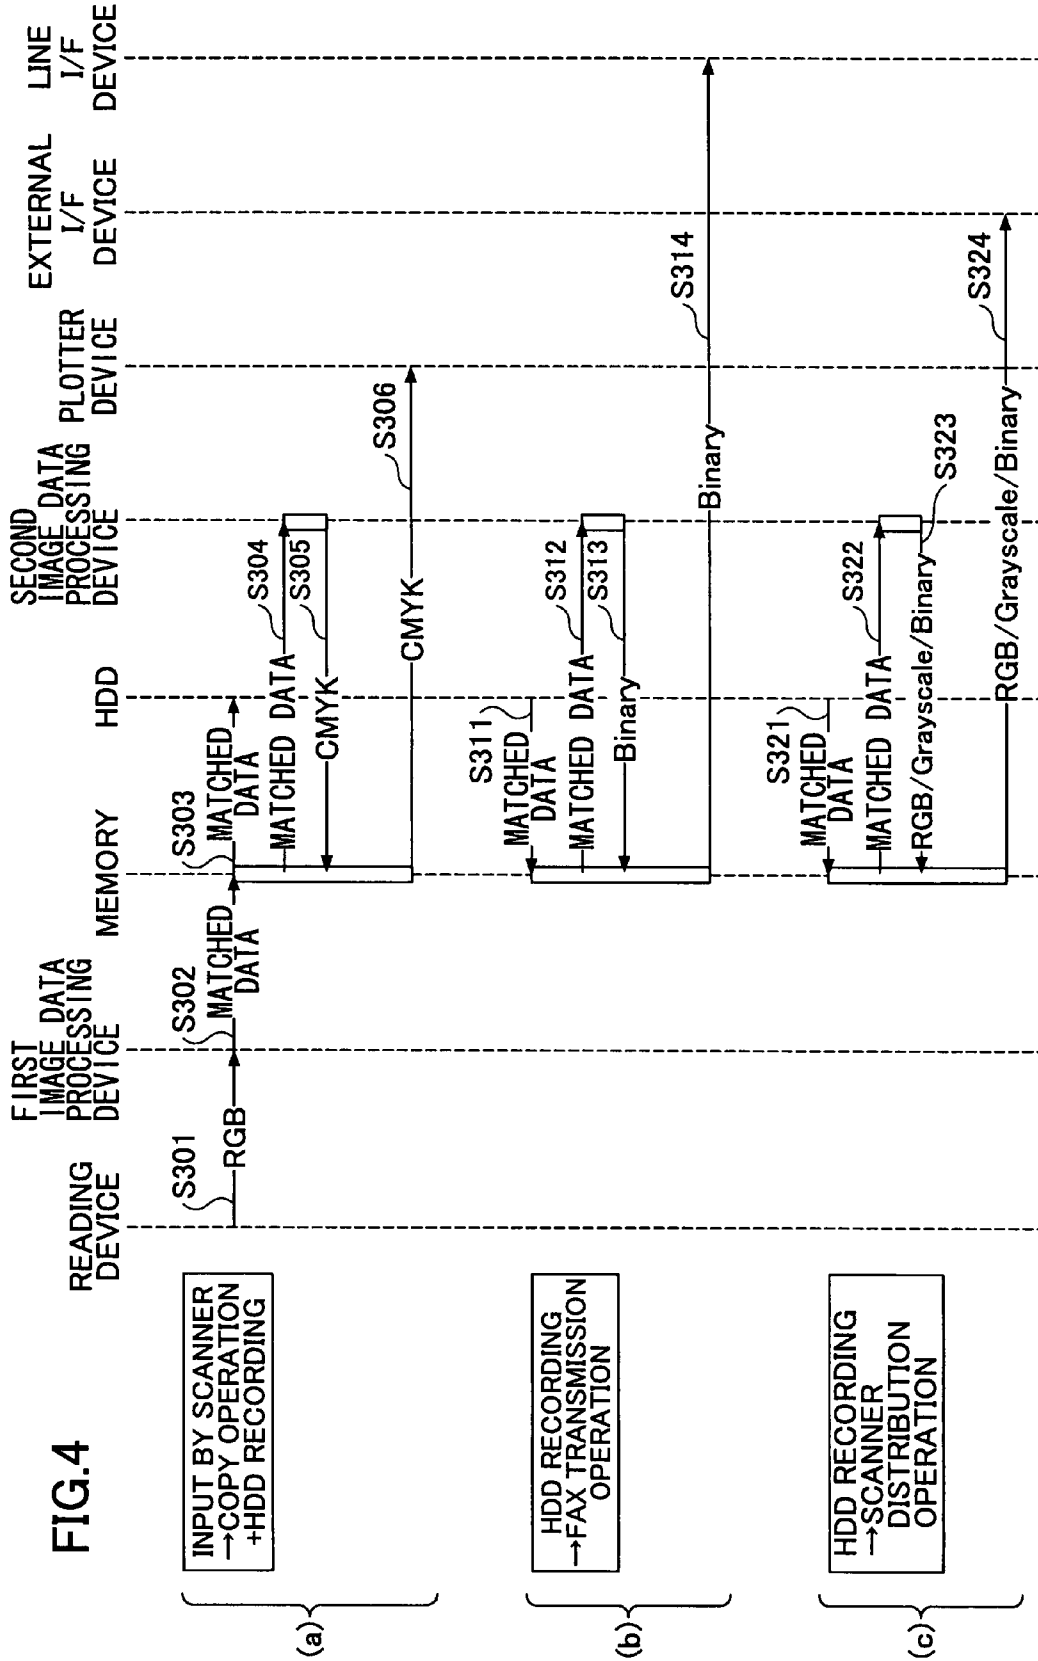 FIG.4
READING
DEVICE
FIRST
IMAGE DATA
PROCESSING
DEVICE
MEMORY
HDD
SECOND
IMAGE DATA
PROCESSING
DEVICE
PLOTTER
DEVICE
EXTERNAL
I/F
DEVICE
LINE
I/F
DEVICE
(a)
INPUT BY SCANNER
→COPY OPERATION
+HDD RECORDING
S301
RGB
S302
MATCHED
DATA
S303
MATCHED
DATA
S304
MATCHED DATA
S305
CMYK
S306
CMYK
(b)
HDD RECORDING
→FAX TRANSMISSION
OPERATION
S311
MATCHED
DATA
S312
MATCHED DATA
S313
Binary
S314
Binary
(c)
HDD RECORDING
→SCANNER
DISTRIBUTION
OPERATION
S321
MATCHED
DATA
S322
MATCHED DATA
RGB/Grayscale/Binary
S323
S324
RGB/Grayscale/Binary